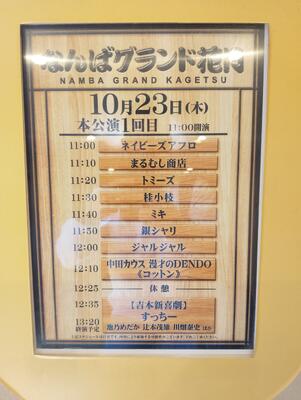 なんばグランド花月
NAMBA GRAND KAGETSU
10月23日(木)
本公演1回目 11:00開演
11:00 ネイビーズアフロ
11:10 まるむし商店
11:20 トミーズ
11:30 桂小枝
11:40 ミキ
11:50 銀シャリ
12:00 ジャルジャル
12:10 中田カウス 漫才のDENDO
《コットン》
12:25 休憩
12:35 【吉本新喜劇】
すっちー
13:20 池乃めだか 辻本茂雄 川畑泰史 ほか
終演予定